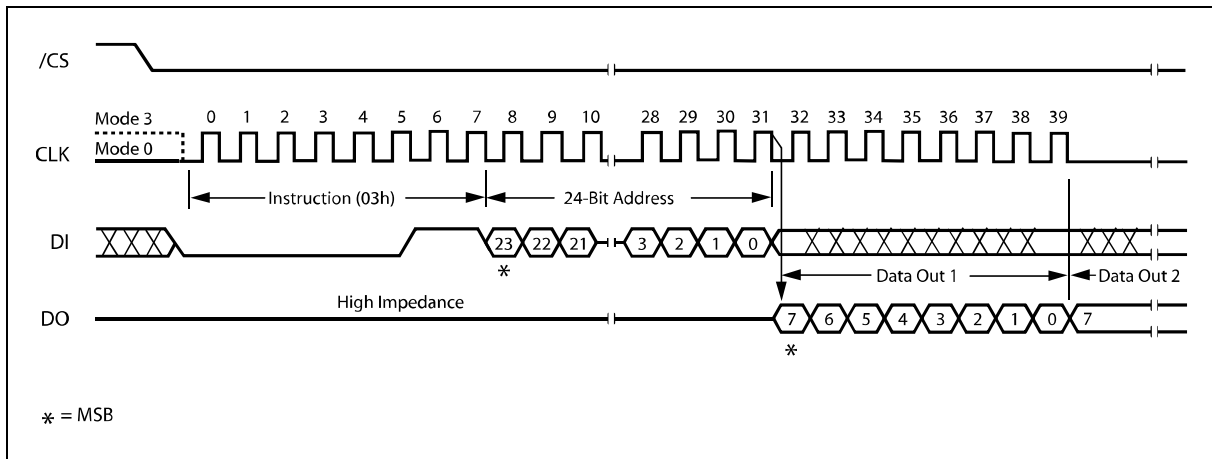 /CS
Mode 3
0 1 2 3 4 5 6 7 8 9 10 28 29 30 31 32 33 34 35 36 37 38 39
CLK
Mode 0
Instruction (03h)
24-Bit Address
DI
23 22 21 3 2 1 0
*
Data Out 1
Data Out 2
High Impedance
DO
7 6 5 4 3 2 1 0 7
*
* = MSB